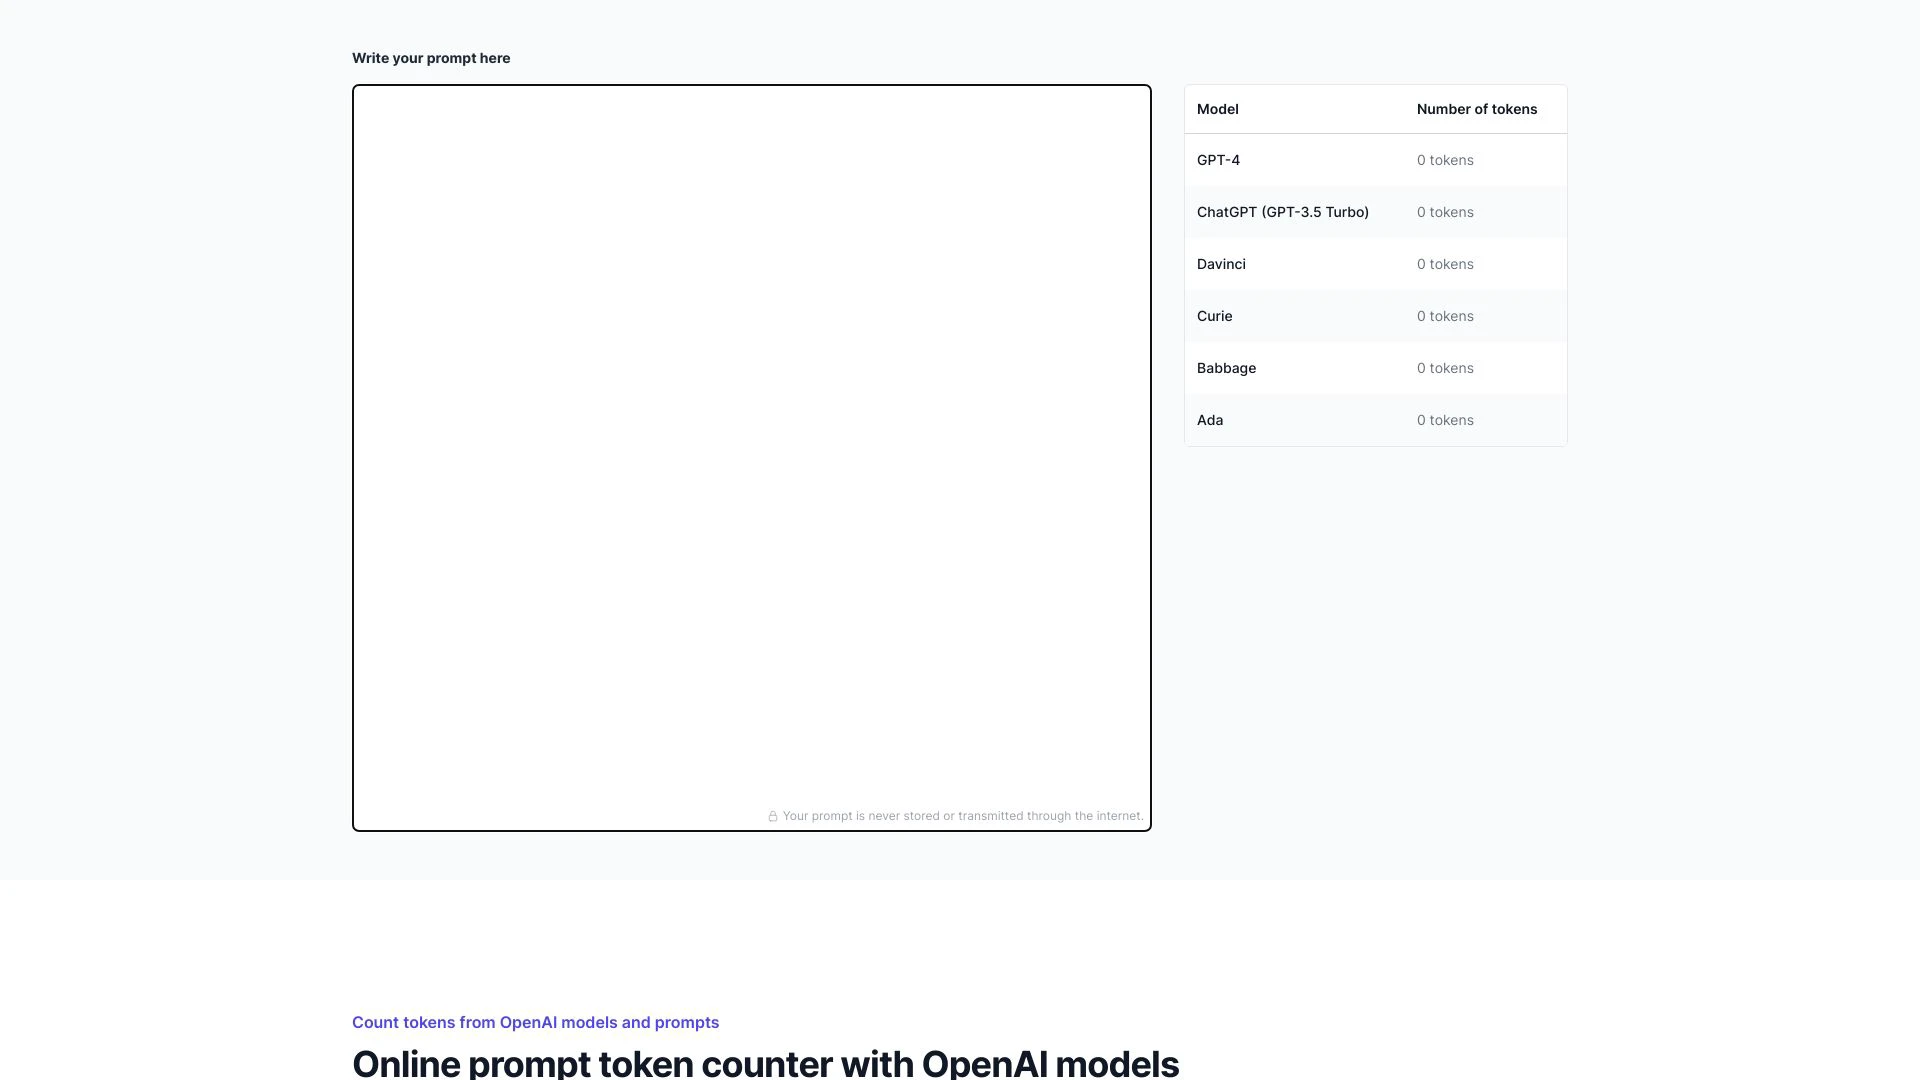 Write your prompt here
Your prompt is never stored or transmitted through the internet.
Model Number of tokens
GPT-4 0 tokens
ChatGPT (GPT-3.5 Turbo) 0 tokens
Davinci 0 tokens
Curie 0 tokens
Babbage 0 tokens
Ada 0 tokens
Count tokens from OpenAI models and prompts
Online prompt token counter with OpenAI models